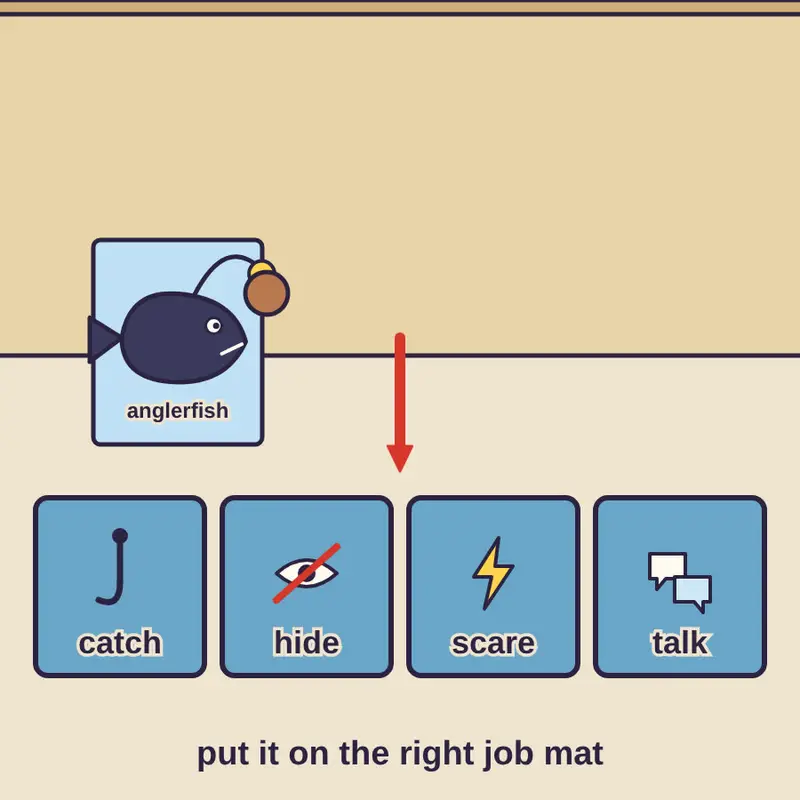 anglerfish
catch
hide
scare
talk
put it on the right job mat